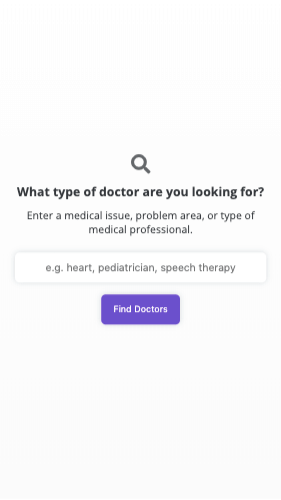 What type of doctor are you looking for?
Enter a medical issue, problem area, or type of
medical professional.
e.g. heart, pediatrician, speech therapy
Find Doctors